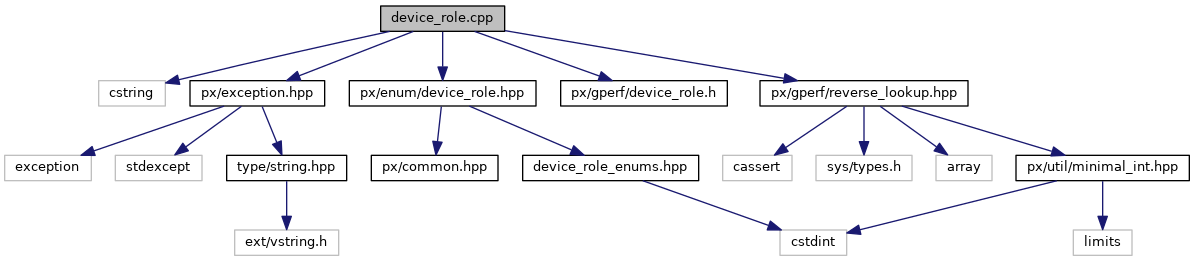 device_role.cpp
cstring
px/exception.hpp
px/enum/device_role.hpp
px/gperf/device_role.h
px/gperf/reverse_lookup.hpp
exception
stdexcept
type/string.hpp
px/common.hpp
device_role_enums.hpp
cassert
sys/types.h
array
px/util/minimal_int.hpp
ext/vstring.h
cstdint
limits